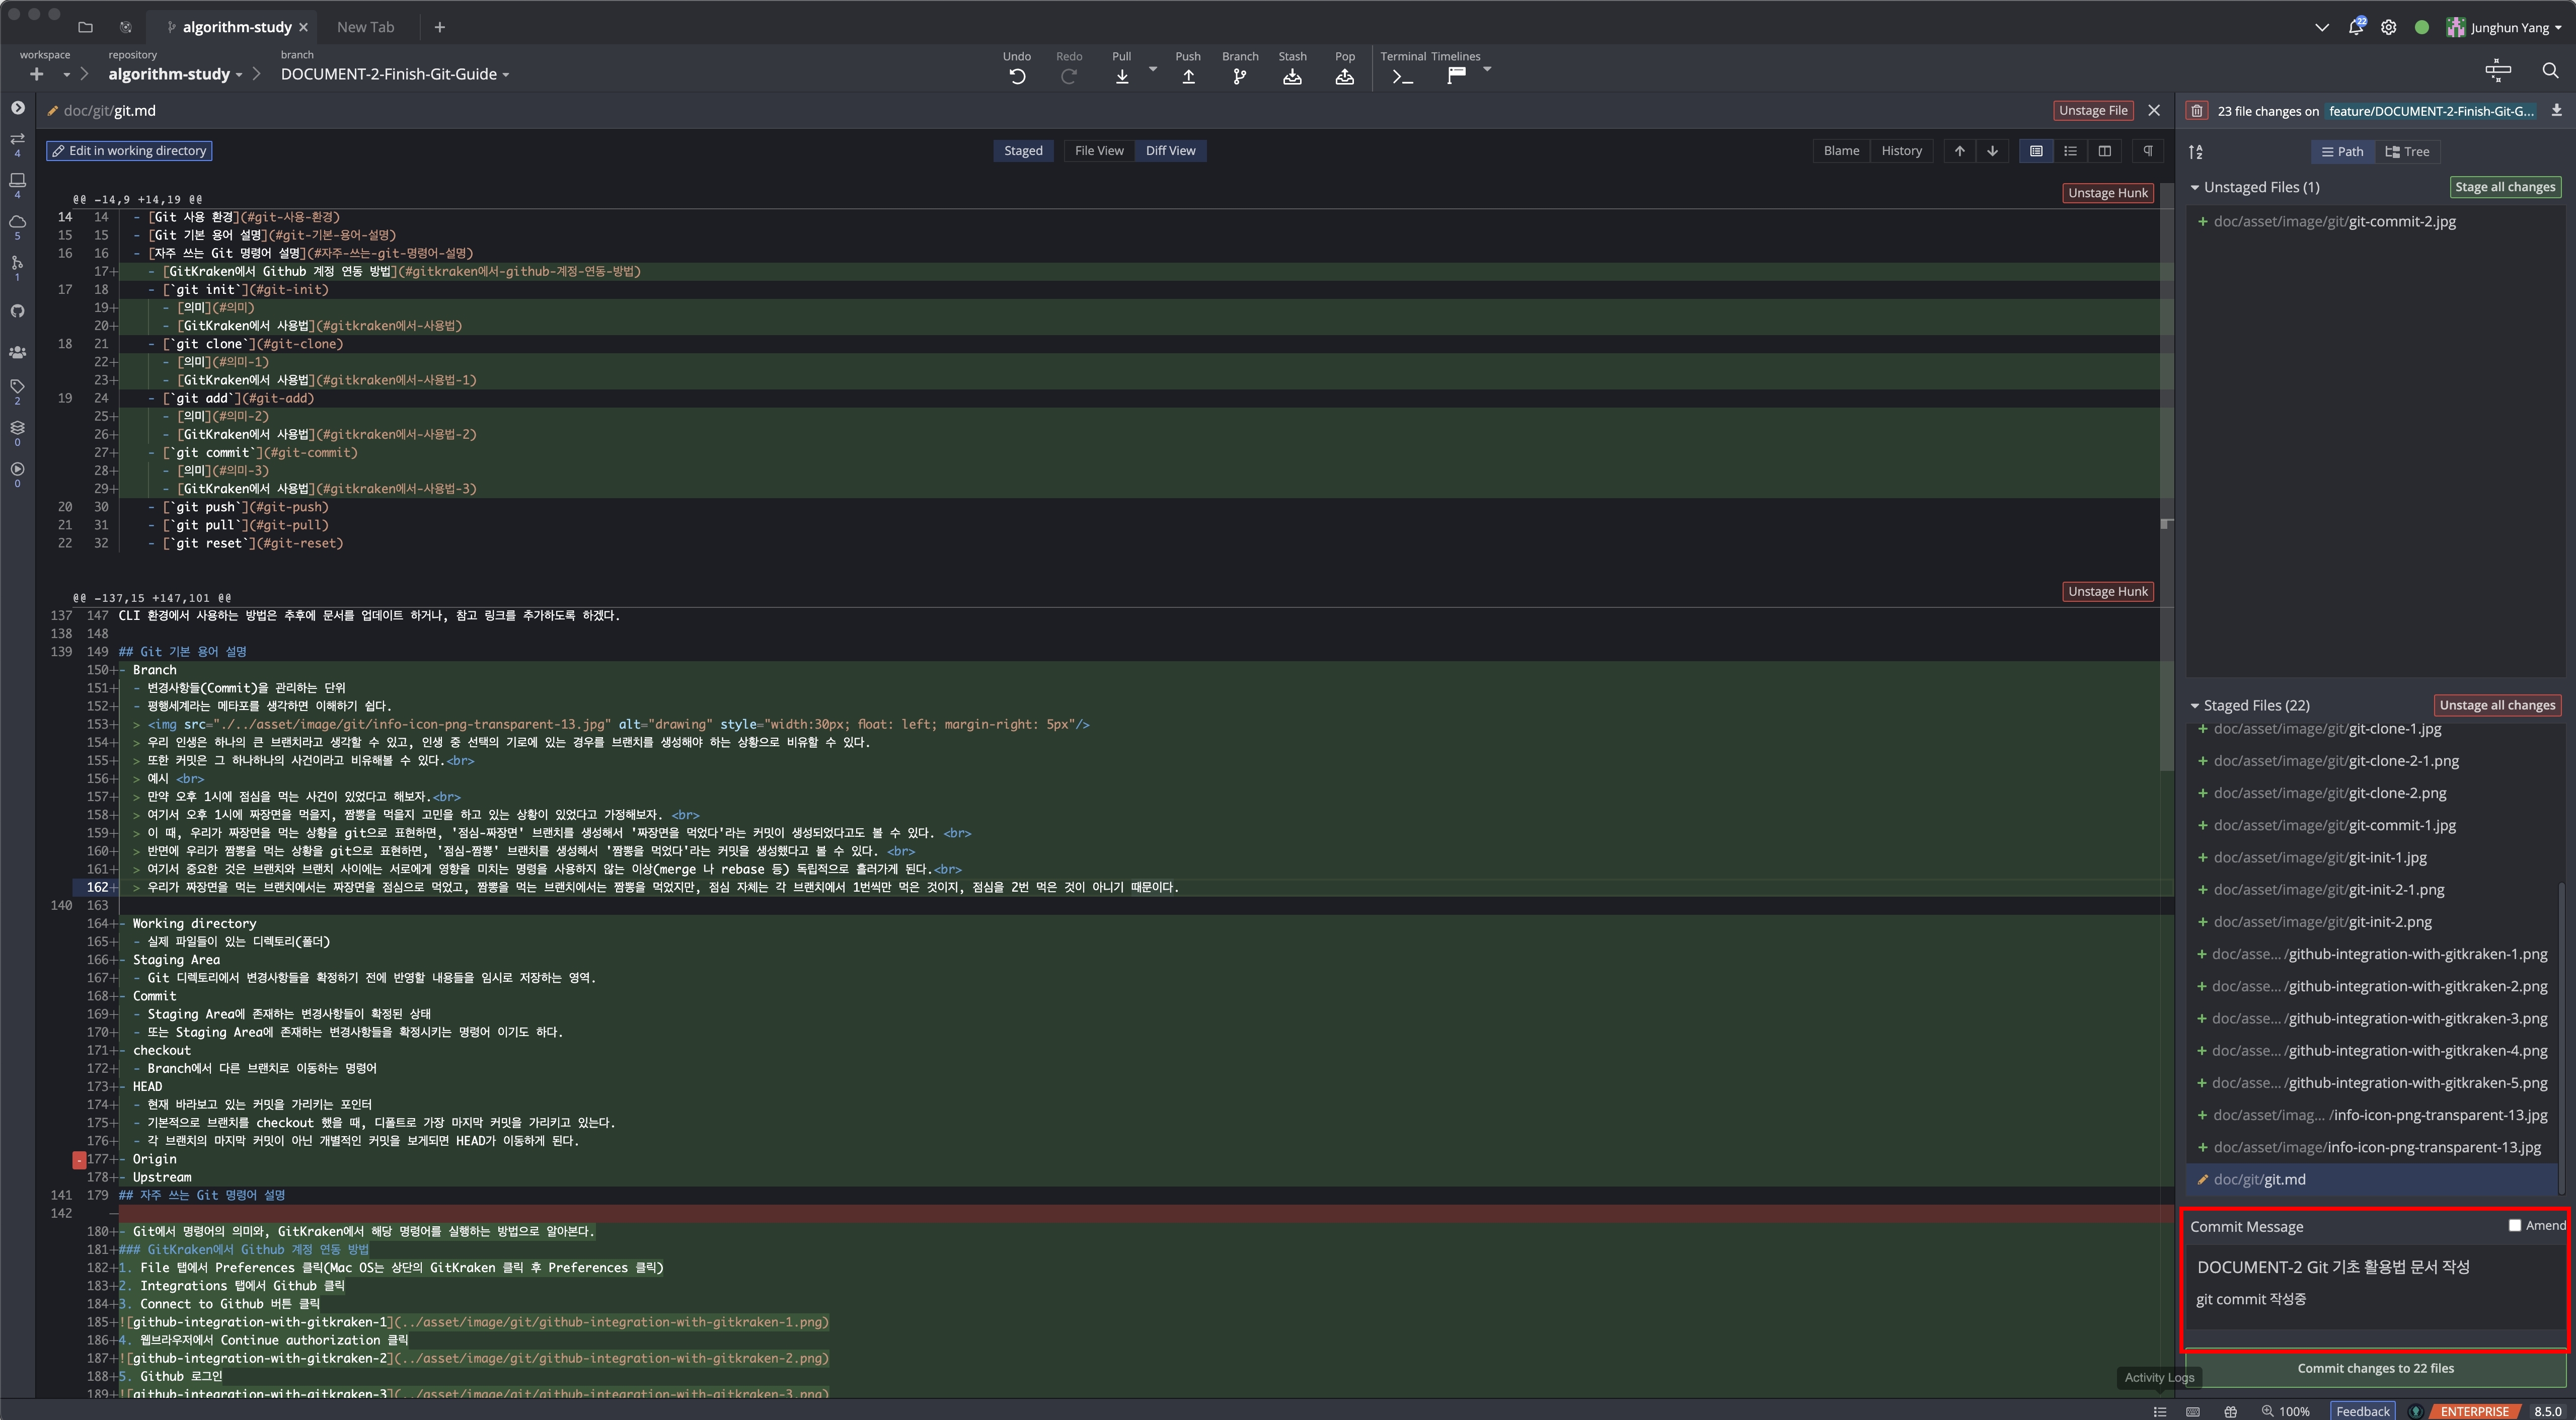 algorithm-study
New Tab
22
Junghun Yang
workspace
repository
algorithm-study
branch
DOCUMENT-2-Finish-Git-Guide
Undo
Redo
Pull
Push
Branch
Stash
Pop
Terminal
Timelines
4
4
5
1
2
0
0
doc/git/git.md
Unstage File
Edit in working directory
Staged
File View
Diff View
Blame
History
@@ -14,9 +14,19 @@
Unstage Hunk
14 14 - [Git 사용 환경](#git-사용-환경)
15 15 - [Git 기본 용어 설명](#git-기본-용어-설명)
16 16 - [자주 쓰는 Git 명령어 설명](#자주-쓰는-git-명령어-설명)
17+ - [GitKraken에서 Github 계정 연동 방법](#gitkraken에서-github-계정-연동-방법)
17 18 - [`git init`](#git-init)
19+ - [의미](#의미)
20+ - [GitKraken에서 사용법](#gitkraken에서-사용법)
18 21 - [`git clone`](#git-clone)
22+ - [의미](#의미-1)
23+ - [GitKraken에서 사용법](#gitkraken에서-사용법-1)
19 24 - [`git add`](#git-add)
25+ - [의미](#의미-2)
26+ - [GitKraken에서 사용법](#gitkraken에서-사용법-2)
27+ - [`git commit`](#git-commit)
28+ - [의미](#의미-3)
29+ - [GitKraken에서 사용법](#gitkraken에서-사용법-3)
20 30 - [`git push`](#git-push)
21 31 - [`git pull`](#git-pull)
22 32 - [`git reset`](#git-reset)
@@ -137,15 +147,101 @@
Unstage Hunk
137 147 CLI 환경에서 사용하는 방법은 추후에 문서를 업데이트 하거나, 참고 링크를 추가하도록 하겠다.
138 148
139 149 ## Git 기본 용어 설명
150+- Branch
151+ - 변경사항들(Commit)을 관리하는 단위
152+ - 평행세계라는 메타포를 생각하면 이해하기 쉽다.
153+ > <img src="./../asset/image/git/info-icon-png-transparent-13.jpg" alt="drawing" style="width:30px; float: left; margin-right: 5px"/>
154+ > 우리 인생은 하나의 큰 브랜치라고 생각할 수 있고, 인생 중 선택의 기로에 있는 경우를 브랜치를 생성해야 하는 상황으로 비유할 수 있다.
155+ > 또한 커밋은 그 하나하나의 사건이라고 비유해볼 수 있다.<br>
156+ > 예시 <br>
157+ > 만약 오후 1시에 점심을 먹는 사건이 있었다고 해보자.<br>
158+ > 여기서 오후 1시에 짜장면을 먹을지, 짬뽕을 먹을지 고민을 하고 있는 상황이 있었다고 가정해보자. <br>
159+ > 이 때, 우리가 짜장면을 먹는 상황을 git으로 표현하면, '점심-짜장면' 브랜치를 생성해서 '짜장면을 먹었다'라는 커밋이 생성되었다고도 볼 수 있다. <br>
160+ > 반면에 우리가 짬뽕을 먹는 상황을 git으로 표현하면, '점심-짬뽕' 브랜치를 생성해서 '짬뽕을 먹었다'라는 커밋을 생성했다고 볼 수 있다. <br>
161+ > 여기서 중요한 것은 브랜치와 브랜치 사이에는 서로에게 영향을 미치는 명령을 사용하지 않는 이상(merge 나 rebase 등) 독립적으로 흘러가게 된다.<br>
162+ > 우리가 짜장면을 먹는 브랜치에서는 짜장면을 점심으로 먹었고, 짬뽕을 먹는 브랜치에서는 짬뽕을 먹었지만, 점심 자체는 각 브랜치에서 1번씩만 먹은 것이지, 점심을 2번 먹은 것이 아니기 때문이다.
140 163
164+- Working directory
165+ - 실제 파일들이 있는 디렉토리(폴더)
166+- Staging Area
167+ - Git 디렉토리에서 변경사항들을 확정하기 전에 반영할 내용들을 임시로 저장하는 영역.
168+- Commit
169+ - Staging Area에 존재하는 변경사항들이 확정된 상태
170+ - 또는 Staging Area에 존재하는 변경사항들을 확정시키는 명령어 이기도 하다.
171+- checkout
172+ - Branch에서 다른 브랜치로 이동하는 명령어
173+- HEAD
174+ - 현재 바라보고 있는 커밋을 가리키는 포인터
175+ - 기본적으로 브랜치를 checkout 했을 때, 디폴트로 가장 마지막 커밋을 가리키고 있는다.
176+ - 각 브랜치의 마지막 커밋이 아닌 개별적인 커밋을 보게되면 HEAD가 이동하게 된다.
- 177+- Origin
178+- Upstream
141 179 ## 자주 쓰는 Git 명령어 설명
142 -
180+- Git에서 명령어의 의미와, GitKraken에서 해당 명령어를 실행하는 방법으로 알아본다.
181+### GitKraken에서 Github 계정 연동 방법
182+1. File 탭에서 Preferences 클릭(Mac OS는 상단의 GitKraken 클릭 후 Preferences 클릭)
183+2. Integrations 탭에서 Github 클릭
184+3. Connect to Github 버튼 클릭
185+![github-integration-with-gitkraken-1](../asset/image/git/github-integration-with-gitkraken-1.png)
186+4. 웹브라우저에서 Continue authorization 클릭
187+![github-integration-with-gitkraken-2](../asset/image/git/github-integration-with-gitkraken-2.png)
188+5. Github 로그인
189+![github-integration-with-gitkraken-3](../asset/image/git/github-integration-with-gitkraken-3.png)
23 file changes on feature/DOCUMENT-2-Finish-Git-G...
Path
Tree
Unstaged Files (1)
Stage all changes
+ doc/asset/image/git/git-commit-2.jpg
Staged Files (22)
Unstage all changes
+ doc/asset/image/git/git-clone-1.jpg
+ doc/asset/image/git/git-clone-2-1.png
+ doc/asset/image/git/git-clone-2.png
+ doc/asset/image/git/git-commit-1.jpg
+ doc/asset/image/git/git-init-1.jpg
+ doc/asset/image/git/git-init-2-1.png
+ doc/asset/image/git/git-init-2.png
+ doc/asse... /github-integration-with-gitkraken-1.png
+ doc/asse... /github-integration-with-gitkraken-2.png
+ doc/asse... /github-integration-with-gitkraken-3.png
+ doc/asse... /github-integration-with-gitkraken-4.png
+ doc/asse... /github-integration-with-gitkraken-5.png
+ doc/asset/imag... /info-icon-png-transparent-13.jpg
+ doc/asset/image/info-icon-png-transparent-13.jpg
doc/git/git.md
Commit Message
Amend
DOCUMENT-2 Git 기초 활용법 문서 작성
git commit 작성중
Commit changes to 22 files
Activity Logs
100%
Feedback
ENTERPRISE
8.5.0